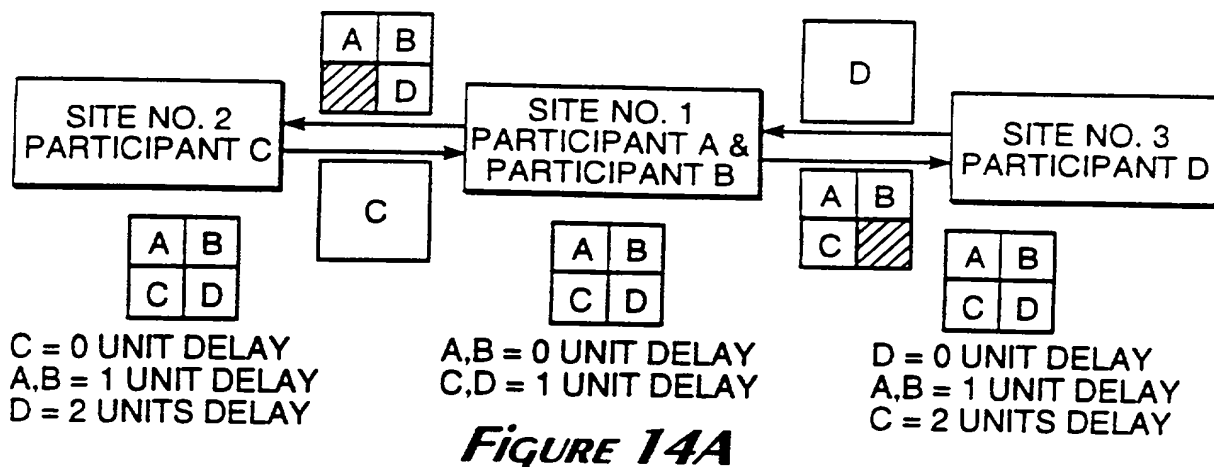 A B
D
D
SITE NO. 2
PARTICIPANT C
SITE NO. 1
PARTICIPANT A &
PARTICIPANT B
SITE NO. 3
PARTICIPANT D
C
A B
C
A B
C D
A B
C D
A B
C D
C = 0 UNIT DELAY
A,B = 1 UNIT DELAY
D = 2 UNITS DELAY
A,B = 0 UNIT DELAY
C,D = 1 UNIT DELAY
D = 0 UNIT DELAY
A,B = 1 UNIT DELAY
C = 2 UNITS DELAY
FIGURE 14A